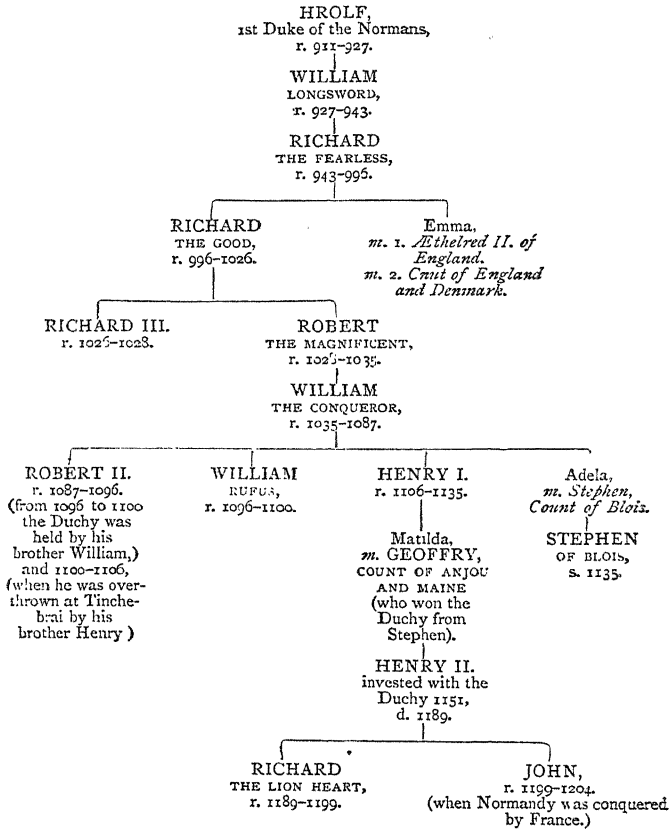 HROLF,
1st Duke of the Normans,
r. 911–927.
WILLIAM
LONGSWORD,
r. 927–943.
RICHARD
THE FEARLESS,
r. 943–996.
RICHARD
THE GOOD,
r. 996–1026.
Emma,
m. 1. Æthelred II. of
England.
m. 2. Cnut of England
and Denmark.
RICHARD III.
r. 1026–1028.
ROBERT
THE MAGNIFICENT,
r. 1028–1035.
WILLIAM
THE CONQUEROR,
r. 1035–1087.
ROBERT II.
r. 1087–1096.
(from 1096 to 1100
the Duchy was
held by his
brother William,)
and 1100–1106,
(when he was over-
thrown at Tinche-
brai by his
brother Henry )
WILLIAM
RUFUS,
r. 1096–1100.
HENRY I.
r. 1106–1135.
Matilda,
m. GEOFFRY,
COUNT OF ANJOU
AND MAINE
(who won the
Duchy from
Stephen).
HENRY II.
invested with the
Duchy 1151,
d. 1189.
Adela,
m. Stephen,
Count of Blois.
STEPHEN
OF BLOIS,
s. 1135.
RICHARD
THE LION HEART,
r. 1189–1199.
JOHN,
r. 1199–1204.
(when Normandy was conquered
by France.)